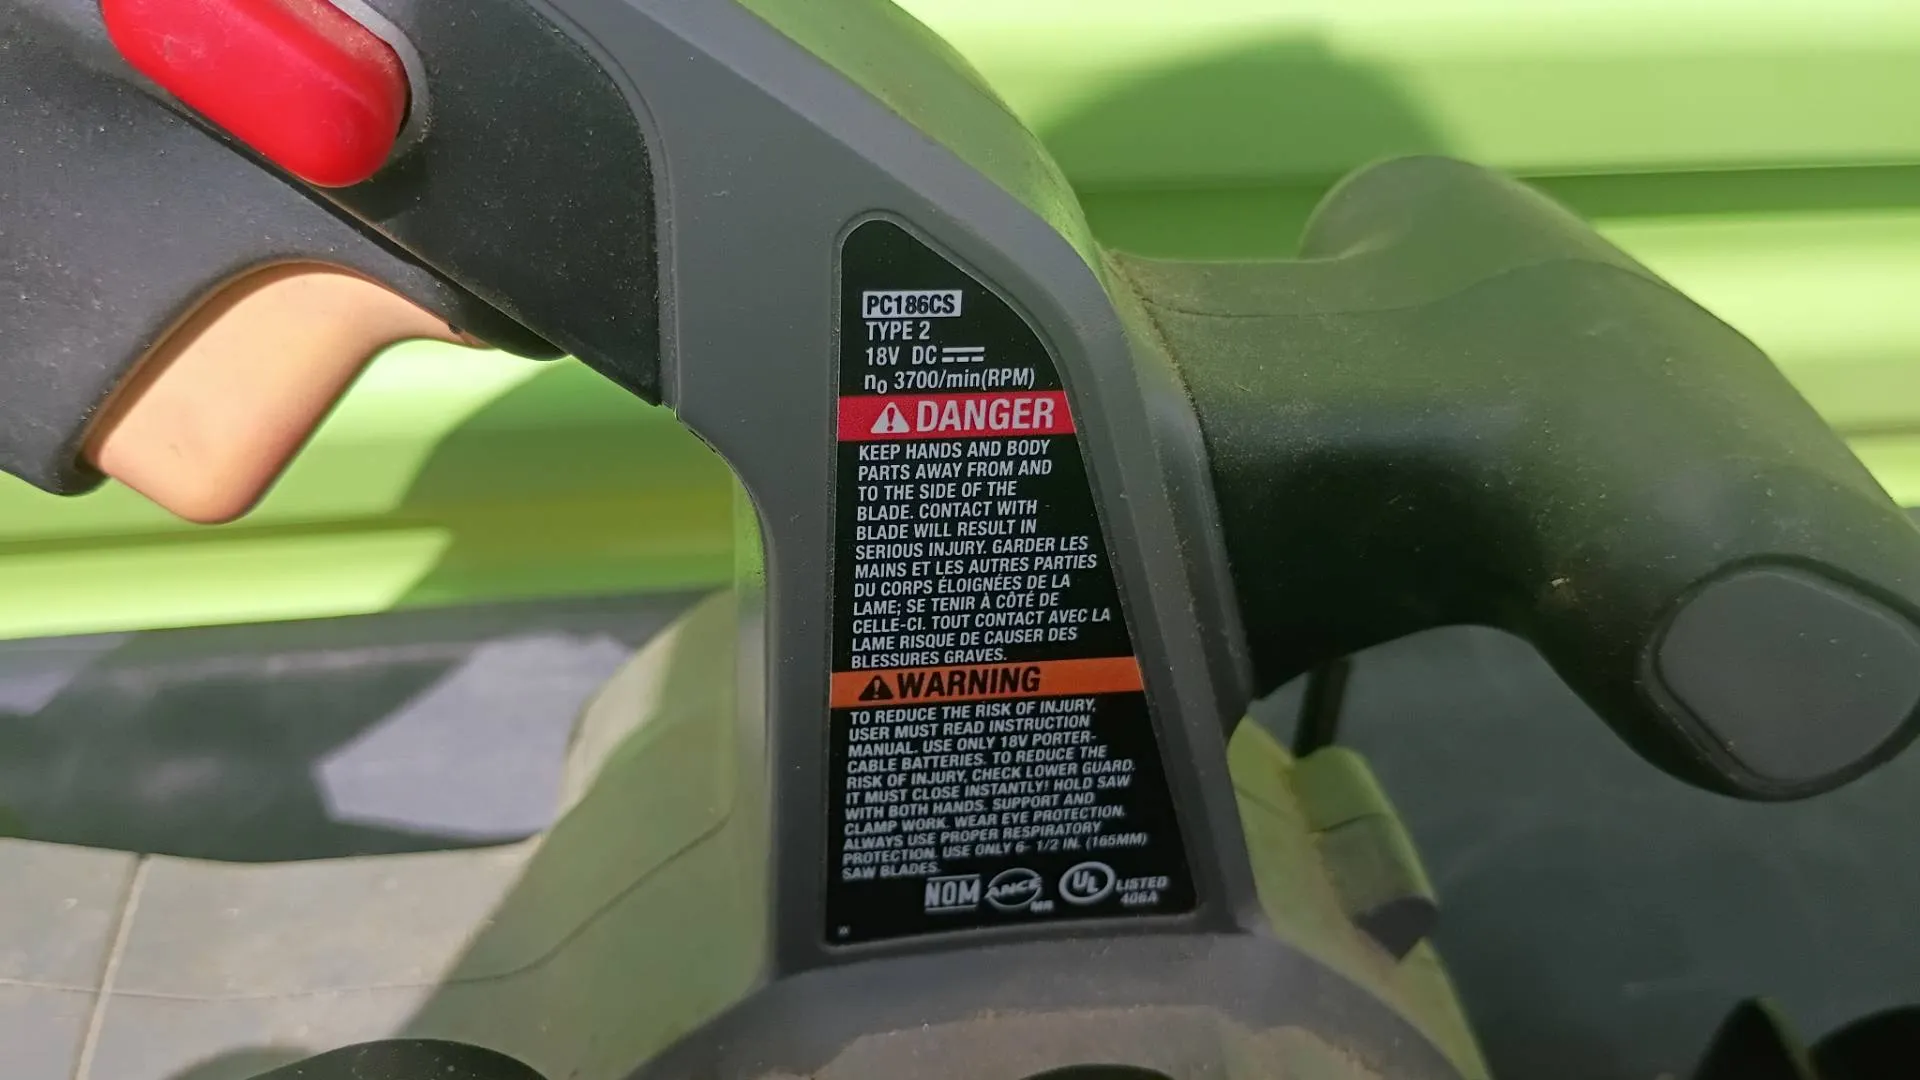 PC186CS
TYPE 2
18V DC
n0 3700/min(RPM)
DANGER
KEEP HANDS AND BODY
PARTS AWAY FROM AND
TO THE SIDE OF THE
BLADE. CONTACT WITH
BLADE WILL RESULT IN
SERIOUS INJURY. GARDER LES
MAINS ET LES AUTRES PARTIES
DU CORPS ÉLOIGNÉES DE LA
LAME; SE TENIR À CÔTÉ DE
CELLE-CI. TOUT CONTACT AVEC LA
LAME RISQUE DE CAUSER DES
BLESSURES GRAVES.
WARNING
TO REDUCE THE RISK OF INJURY,
USER MUST READ INSTRUCTION
MANUAL. USE ONLY 18V PORTER-
CABLE BATTERIES. TO REDUCE THE
RISK OF INJURY, CHECK LOWER GUARD.
IT MUST CLOSE INSTANTLY! HOLD SAW
WITH BOTH HANDS. SUPPORT AND
CLAMP WORK. WEAR EYE PROTECTION.
ALWAYS USE PROPER RESPIRATORY
PROTECTION. USE ONLY 6- 1/2 IN. (165MM)
SAW BLADES.
NOM ANCE MR UL LISTED
406A